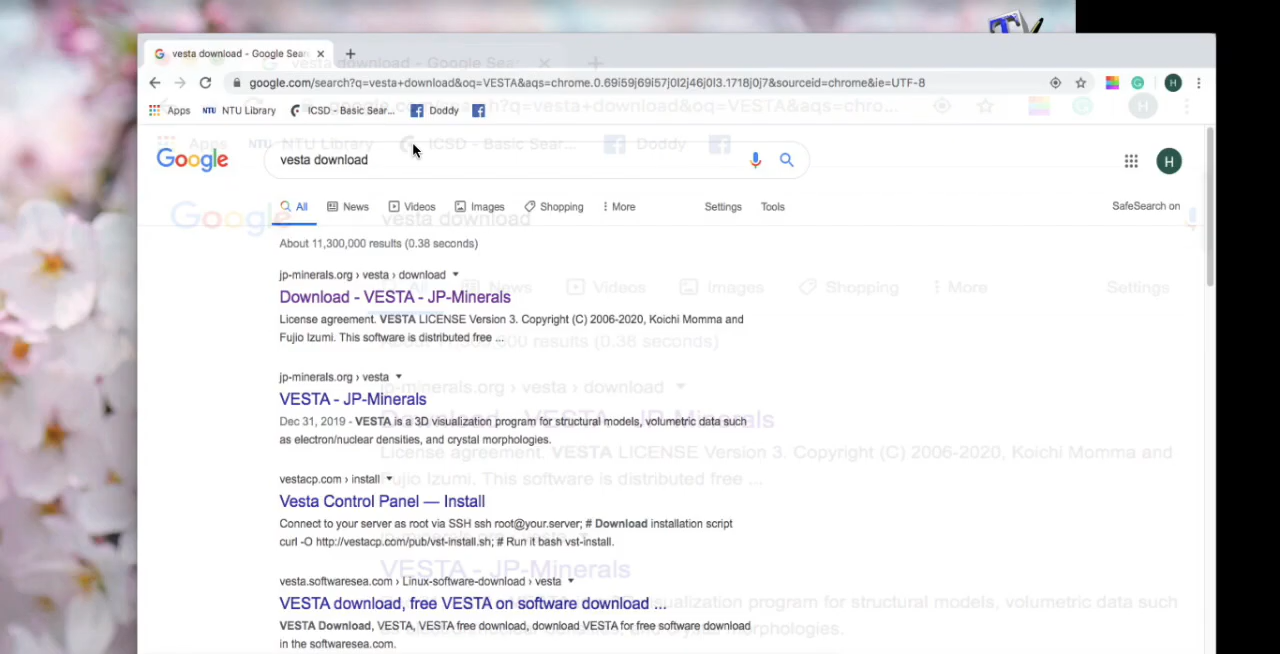 vesta download - Google Sear
google.com/search?q=vesta+download&oq=VESTA&aqs=chrome.0.69i59j69i57j0l2j46j0l3.1718j0j7&sourceid=chrome&ie=UTF-8
H
Apps NTU NTU Library ICSD - Basic Sear... Doddy
Google
vesta download
H
All News Videos Images Shopping More Settings Tools SafeSearch on
About 11,300,000 results (0.38 seconds)
jp-minerals.org › vesta › download
Download - VESTA - JP-Minerals
License agreement. VESTA LICENSE Version 3. Copyright (C) 2006-2020, Koichi Momma and
Fujio Izumi. This software is distributed free ...
jp-minerals.org › vesta
VESTA - JP-Minerals
Dec 31, 2019 - VESTA is a 3D visualization program for structural models, volumetric data such
as electron/nuclear densities, and crystal morphologies.
vestacp.com › install
Vesta Control Panel — Install
Connect to your server as root via SSH ssh root@your.server; # Download installation script
curl -O http://vestacp.com/pub/vst-install.sh; # Run it bash vst-install.
vesta.softwaresea.com › Linux-software-download › vesta
VESTA download, free VESTA on software download ...
VESTA Download, VESTA, VESTA free download, download VESTA for free software download
in the softwaresea.com.